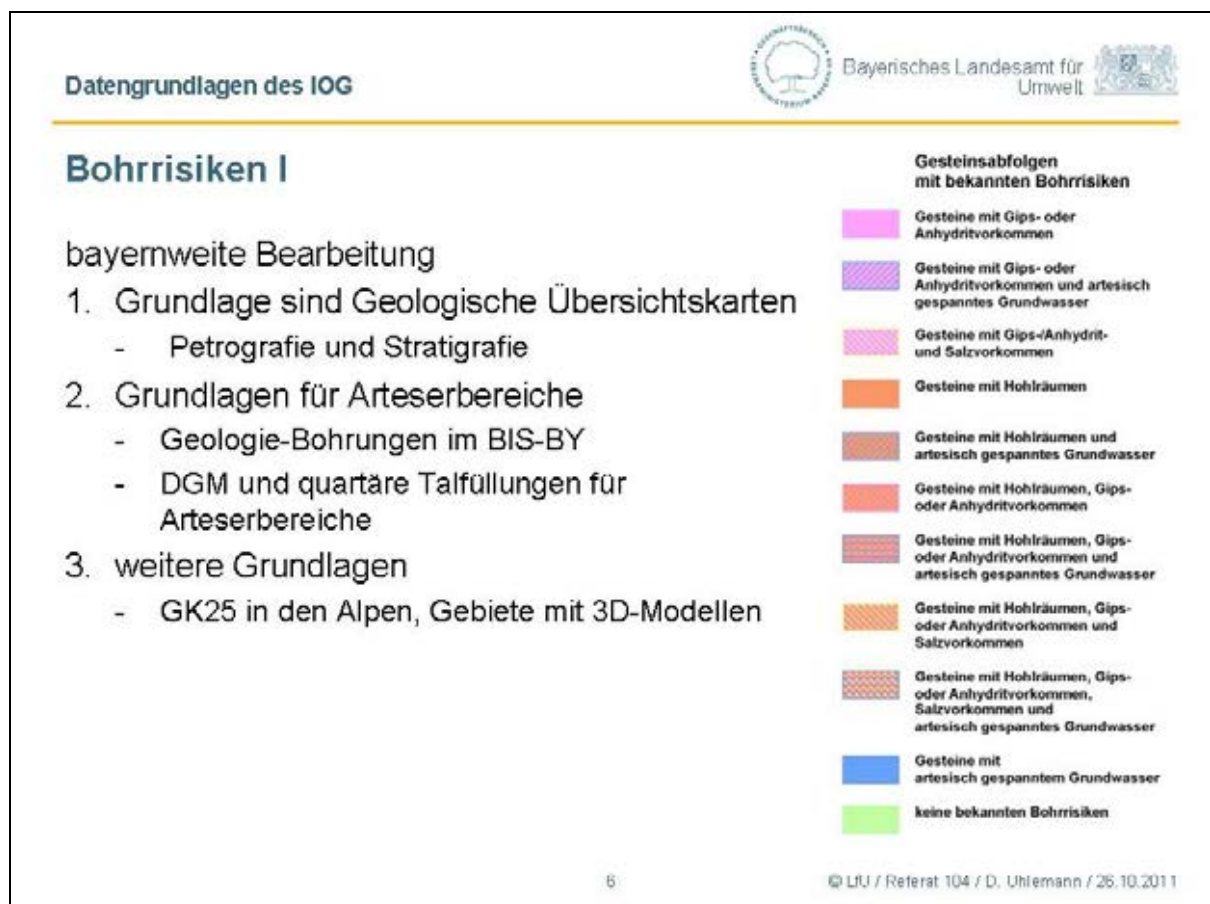 Datengrundlagen des IOG
Bayerisches Landesamt für
Umwelt
Bohrrisiken I
bayernweite Bearbeitung
1. Grundlage sind Geologische Übersichtskarten
- Petrografie und Stratigrafie
2. Grundlagen für Arteserbereiche
- Geologie-Bohrungen im BIS-BY
- DGM und quartäre Talfüllungen für
Arteserbereiche
3. weitere Grundlagen
- GK25 in den Alpen, Gebiete mit 3D-Modellen
Gesteinsabfolgen
mit bekannten Bohrrisiken
Gesteine mit Gips- oder
Anhydritvorkommen
Gesteine mit Gips- oder
Anhydritvorkommen und artesisch
gespanntes Grundwasser
Gesteine mit Gips-/Anhydrit-
und Salzvorkommen
Gesteine mit Hohlräumen
Gesteine mit Hohlräumen und
artesisch gespanntes Grundwasser
Gesteine mit Hohlräumen, Gips-
oder Anhydritvorkommen
Gesteine mit Hohlräumen, Gips-
oder Anhydritvorkommen und
artesisch gespanntes Grundwasser
Gesteine mit Hohlräumen, Gips-
oder Anhydritvorkommen und
Salzvorkommen
Gesteine mit Hohlräumen, Gips-
oder Anhydritvorkommen,
Salzvorkommen und
artesisch gespanntes Grundwasser
Gesteine mit
artesisch gespanntem Grundwasser
keine bekannten Bohrrisiken
6
© LfU / Referat 104 / D. Uhlemann / 26.10.2011